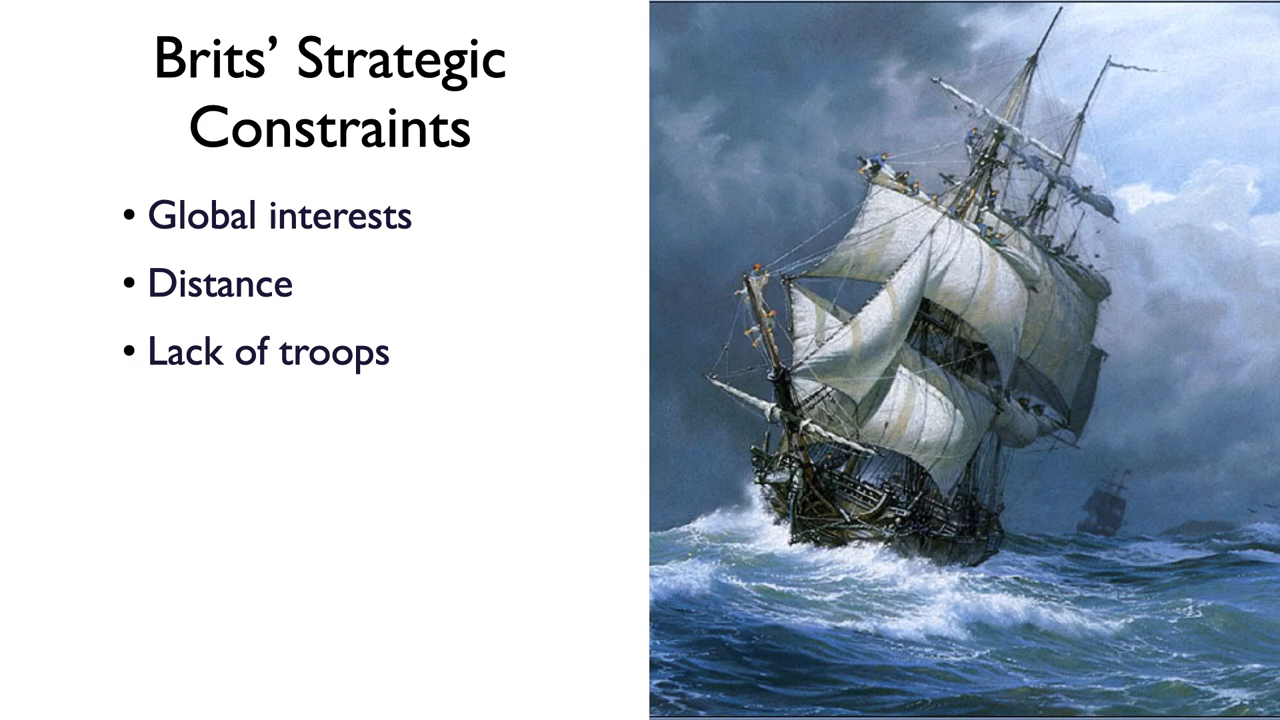 Brits’ Strategic
Constraints
• Global interests
• Distance
• Lack of troops